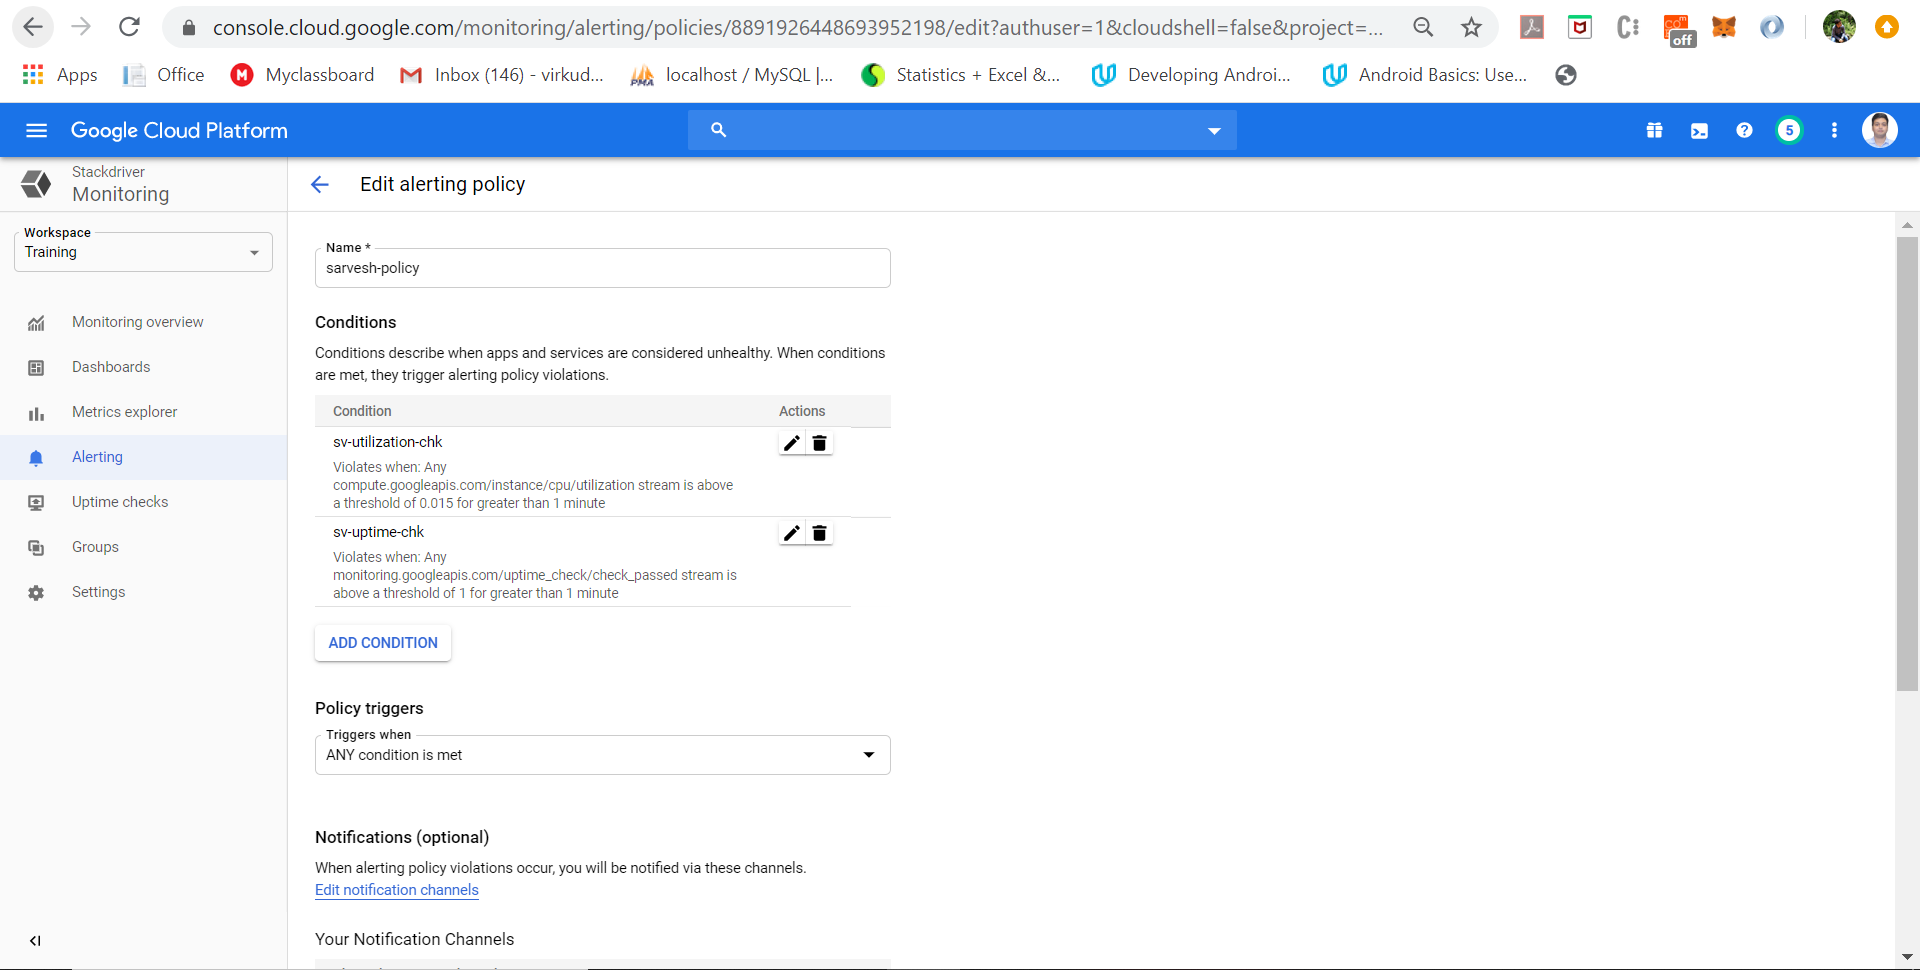 console.cloud.google.com/monitoring/alerting/policies/8891926448693952198/edit?authuser=1&cloudshell=false&project=...
off
Apps Office Myclassboard Inbox (146) - virkud... localhost / MySQL |... Statistics + Excel &... Developing Androi... Android Basics: Use...
Google Cloud Platform
5
Stackdriver
Monitoring
Edit alerting policy
Workspace
Training
Monitoring overview
Dashboards
Metrics explorer
Alerting
Uptime checks
Groups
Settings
Name *
sarvesh-policy
Conditions
Conditions describe when apps and services are considered unhealthy. When conditions
are met, they trigger alerting policy violations.
Condition Actions
sv-utilization-chk
Violates when: Any
compute.googleapis.com/instance/cpu/utilization stream is above
a threshold of 0.015 for greater than 1 minute
sv-uptime-chk
Violates when: Any
monitoring.googleapis.com/uptime_check/check_passed stream is
above a threshold of 1 for greater than 1 minute
ADD CONDITION
Policy triggers
Triggers when
ANY condition is met
Notifications (optional)
When alerting policy violations occur, you will be notified via these channels.
Edit notification channels
Your Notification Channels